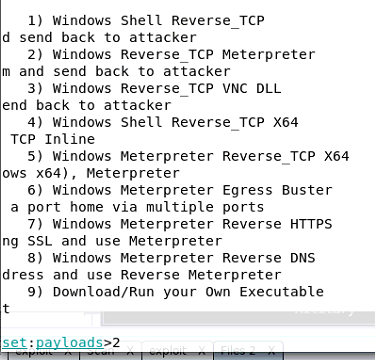 1) Windows Shell Reverse_TCP
d send back to attacker
2) Windows Reverse_TCP Meterpreter
m and send back to attacker
3) Windows Reverse_TCP VNC DLL
end back to attacker
4) Windows Shell Reverse_TCP X64
TCP Inline
5) Windows Meterpreter Reverse_TCP X64
ows x64), Meterpreter
6) Windows Meterpreter Egress Buster
a port home via multiple ports
7) Windows Meterpreter Reverse HTTPS
ng SSL and use Meterpreter
8) Windows Meterpreter Reverse DNS
dress and use Reverse Meterpreter
9) Download/Run your Own Executable
t
set:payloads>2
exploit X Scan X exploit X Files 2 X